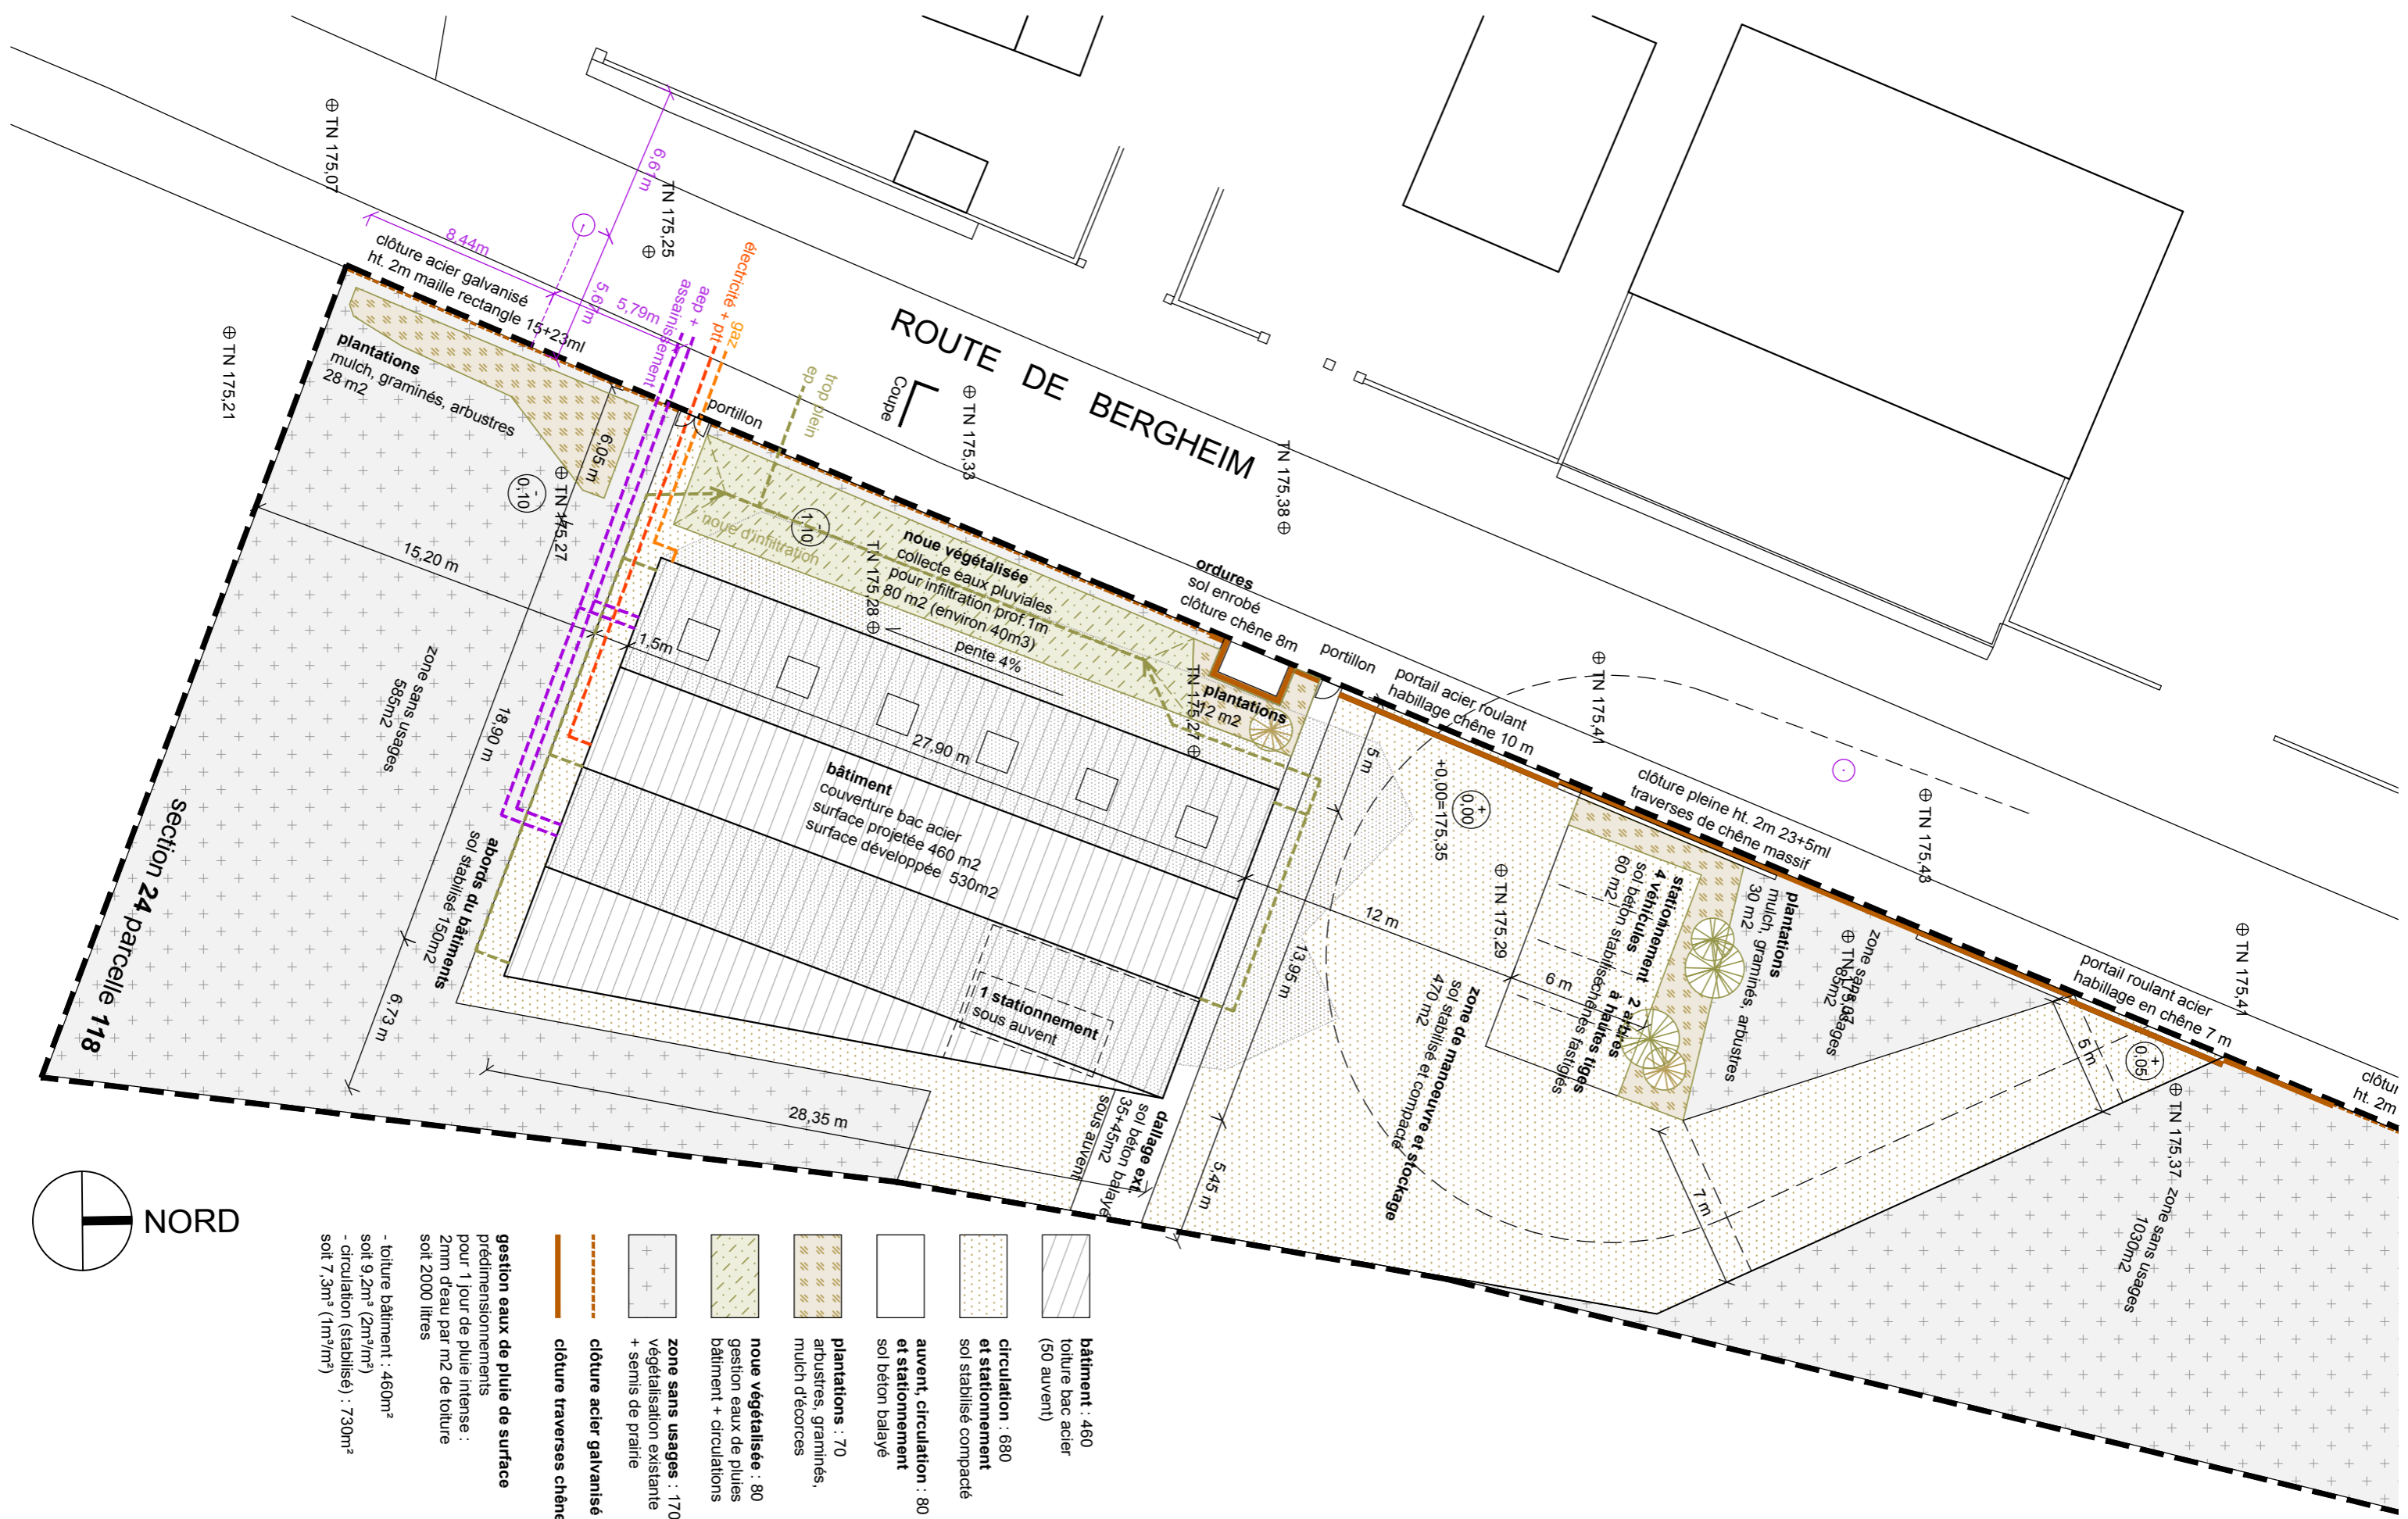 ROUTE DE BERGHEIM
TN 175,07
TN 175,25
TN 175,21
TN 175,33
TN 175,38
TN 175,27
TN 175,28
TN 175,27
TN 175,41
TN 175,43
TN 175,29
TN 175,41
TN 175,37
6,61m
8,44m
5,67m
5,79m
clôture acier galvanisé
ht. 2m maille rectangle 15+23ml
plantations
mulch, graminés, arbustres
28 m2
assainissement
aep +
électricité + ptt
gaz
trop plein
ep
portillon
Coupe
6,05 m
-
0,10
-
1,10
noue d'infiltration
noue végétalisée
collecte eaux pluviales
pour infiltration prof.1m
80 m2 (environ 40m3)
pente 4%
ordures
sol enrobé
clôture chêne 8m
portillon
portail acier roulant
habillage chêne 10 m
plantations
12 m2
15,20 m
1,5m
27,90 m
18,90 m
zone sans usages
585m2
bâtiment
couverture bac acier
surface projetée 460 m2
surface développée 530m2
abords du bâtiments
sol stabilisé 150m2
6,73 m
28,35 m
1 stationnement
sous auvent
dallage ext.
sol béton balayé
35+45m2
sous auvent
5 m
13,95 m
5,45 m
12 m
6 m
+0,00=175,35
+
0,00
clôture pleine ht. 2m 23+5ml
traverses de chêne massif
stationnement
4 véhicules
sol béton stabilisé
60 m2
2 arbres
à hautes tiges
chênes fastigiés
plantations
mulch, graminés, arbustres
30 m2
zone sans usages
85m2
zone de manoeuvre et stockage
sol stabilisé et compacté
470 m2
portail roulant acier
habillage en chêne 7 m
+
0,05
5 m
7 m
zone sans usages
1030m2
clôtur
ht. 2m
section 24 parcelle 118
NORD
bâtiment : 460
toiture bac acier
(50 auvent)
circulation : 680
et stationnement
sol stabilisé compacté
auvent, circulation : 80
et stationnement
sol béton balayé
plantations : 70
arbustres, graminés,
mulch d'écorces
noue végétalisée : 80
gestion eaux de pluies
bâtiment + circulations
zone sans usages : 170
végétalisation existante
+ semis de prairie
clôture acier galvanisé
clôture traverses chêne
gestion eaux de pluie de surface
prédimensionnements
pour 1 jour de pluie intense :
2mm d'eau par m2 de toiture
soit 2000 litres
- toiture bâtiment : 460m²
soit 9,2m³ (2m³/m²)
- circulation (stabilisé) : 730m²
soit 7,3m³ (1m³/m²)